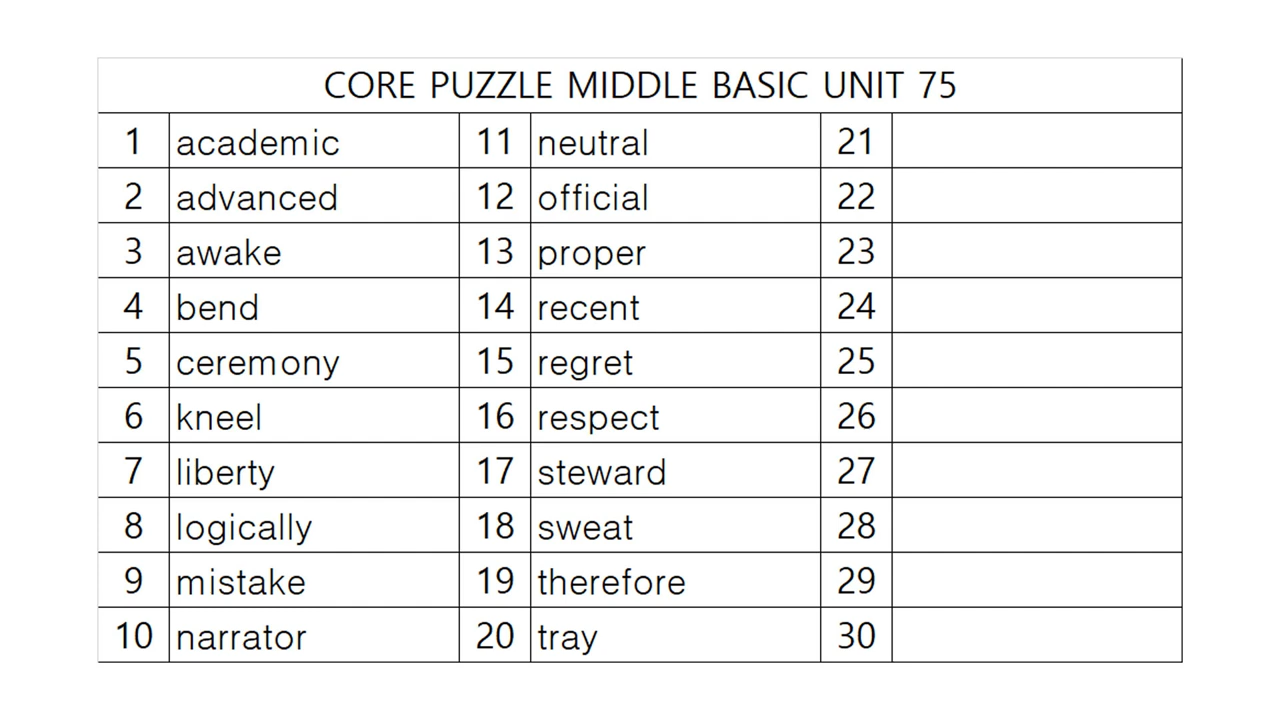 CORE PUZZLE MIDDLE BASIC UNIT 75
1 academic 11 neutral 21
2 advanced 12 official 22
3 awake 13 proper 23
4 bend 14 recent 24
5 ceremony 15 regret 25
6 kneel 16 respect 26
7 liberty 17 steward 27
8 logically 18 sweat 28
9 mistake 19 therefore 29
10 narrator 20 tray 30